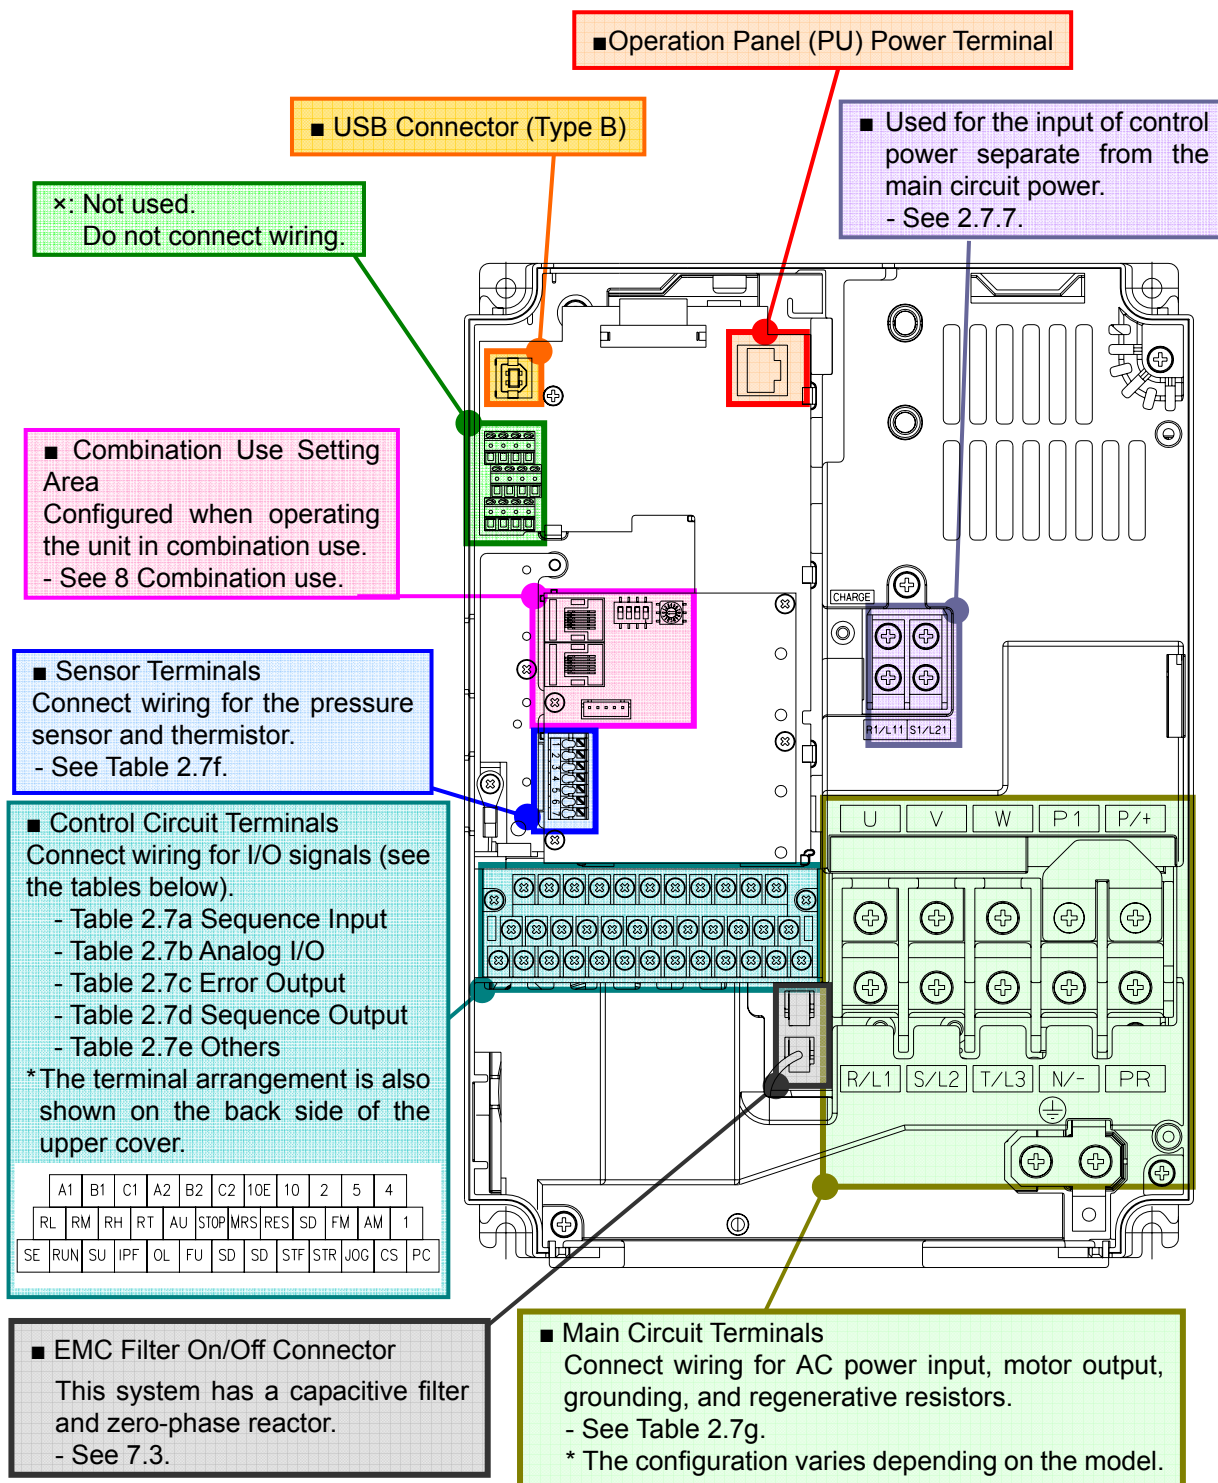 ■Operation Panel (PU) Power Terminal
■ USB Connector (Type B)
■ Used for the input of control
power separate from the
main circuit power.
- See 2.7.7.
×: Not used.
Do not connect wiring.
■ Combination Use Setting
Area
Configured when operating
the unit in combination use.
- See 8 Combination use.
CHARGE
R1/L11 S1/L21
■ Sensor Terminals
Connect wiring for the pressure
sensor and thermistor.
- See Table 2.7f.
1
2
3
4
5
6
■ Control Circuit Terminals
Connect wiring for I/O signals (see
the tables below).
- Table 2.7a Sequence Input
- Table 2.7b Analog I/O
- Table 2.7c Error Output
- Table 2.7d Sequence Output
- Table 2.7e Others
* The terminal arrangement is also
shown on the back side of the
upper cover.
A1 B1 C1 A2 B2 C2 10E 10 2 5 4
RL RM RH RT AU STOP MRS RES SD FM AM 1
SE RUN SU IPF OL FU SD SD STF STR JOG CS PC
U V W P1 P/+
R/L1 S/L2 T/L3 N/- PR
■ EMC Filter On/Off Connector
This system has a capacitive filter
and zero-phase reactor.
- See 7.3.
■ Main Circuit Terminals
Connect wiring for AC power input, motor output,
grounding, and regenerative resistors.
- See Table 2.7g.
* The configuration varies depending on the model.